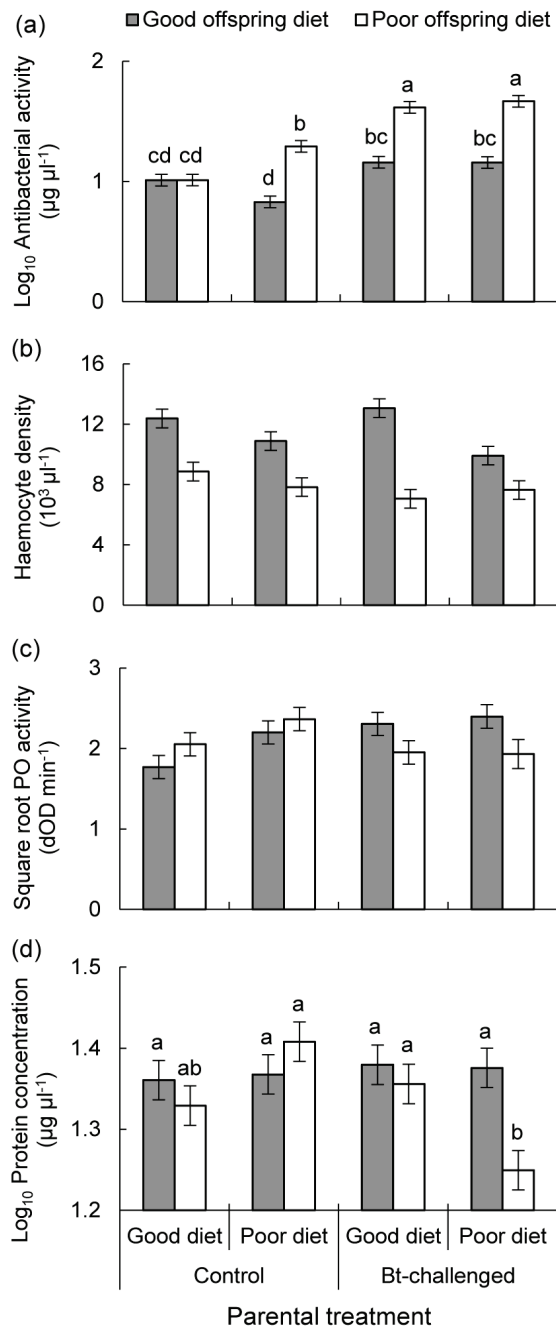 Good offspring diet Poor offspring diet
(a)
Log₁₀ Antibacterial activity
(µg µl⁻¹)
2
1
0
cd cd d b bc a bc a
(b)
Haemocyte density
(10³ µl⁻¹)
16
12
8
4
0
(c)
Square root PO activity
(dOD min⁻¹)
3
2
1
0
(d)
Log₁₀ Protein concentration
(µg µl⁻¹)
1.5
1.4
1.3
1.2
a ab a a a a a b
Good diet Poor diet Good diet Poor diet
Control Bt-challenged
Parental treatment